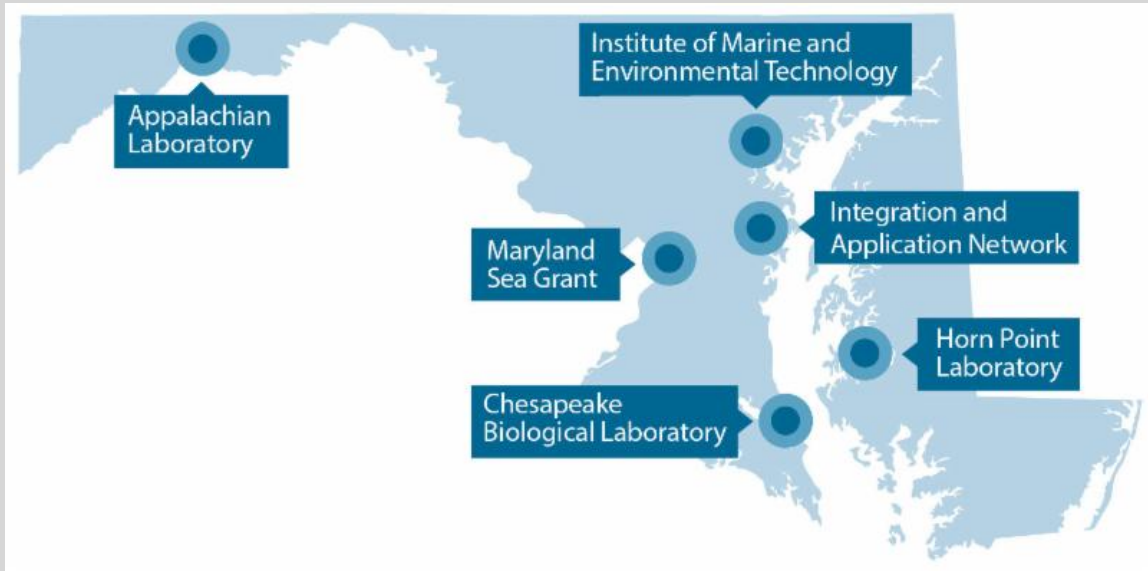 Institute of Marine and
Environmental Technology
Appalachian
Laboratory
Integration and
Application Network
Maryland
Sea Grant
Horn Point
Laboratory
Chesapeake
Biological Laboratory